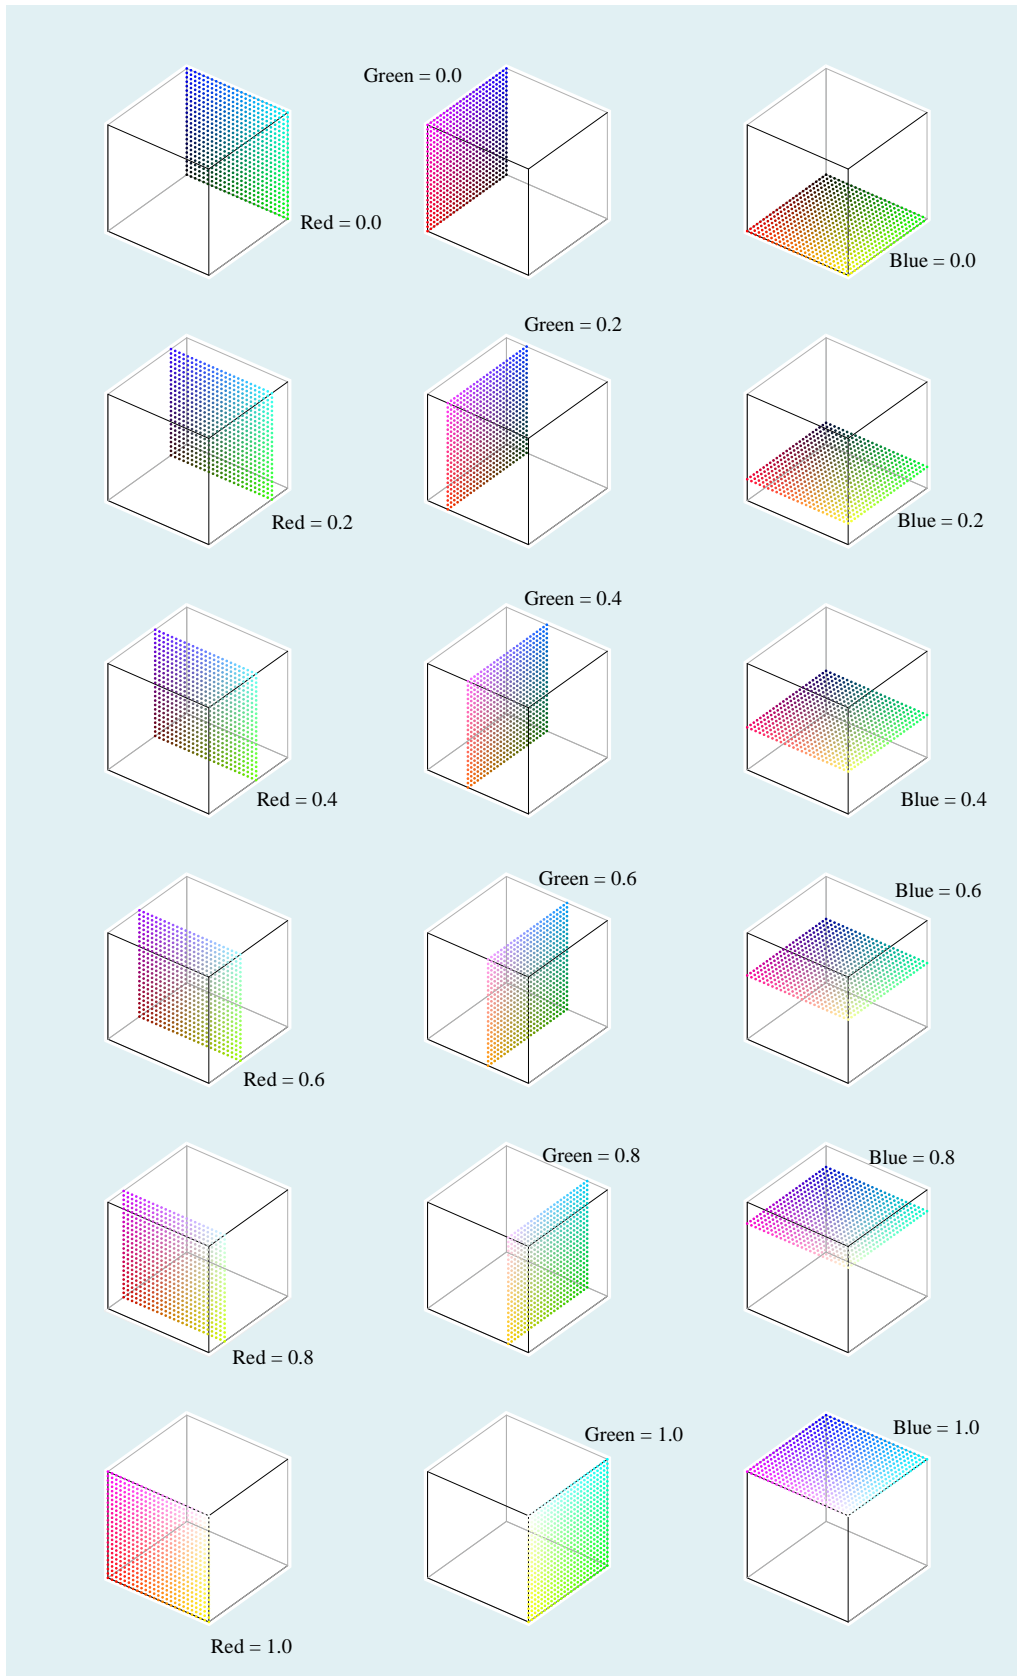 Green = 0.0
Red = 0.0
Blue = 0.0
Green = 0.2
Red = 0.2
Blue = 0.2
Green = 0.4
Red = 0.4
Blue = 0.4
Green = 0.6
Blue = 0.6
Red = 0.6
Green = 0.8
Blue = 0.8
Red = 0.8
Blue = 1.0
Green = 1.0
Red = 1.0